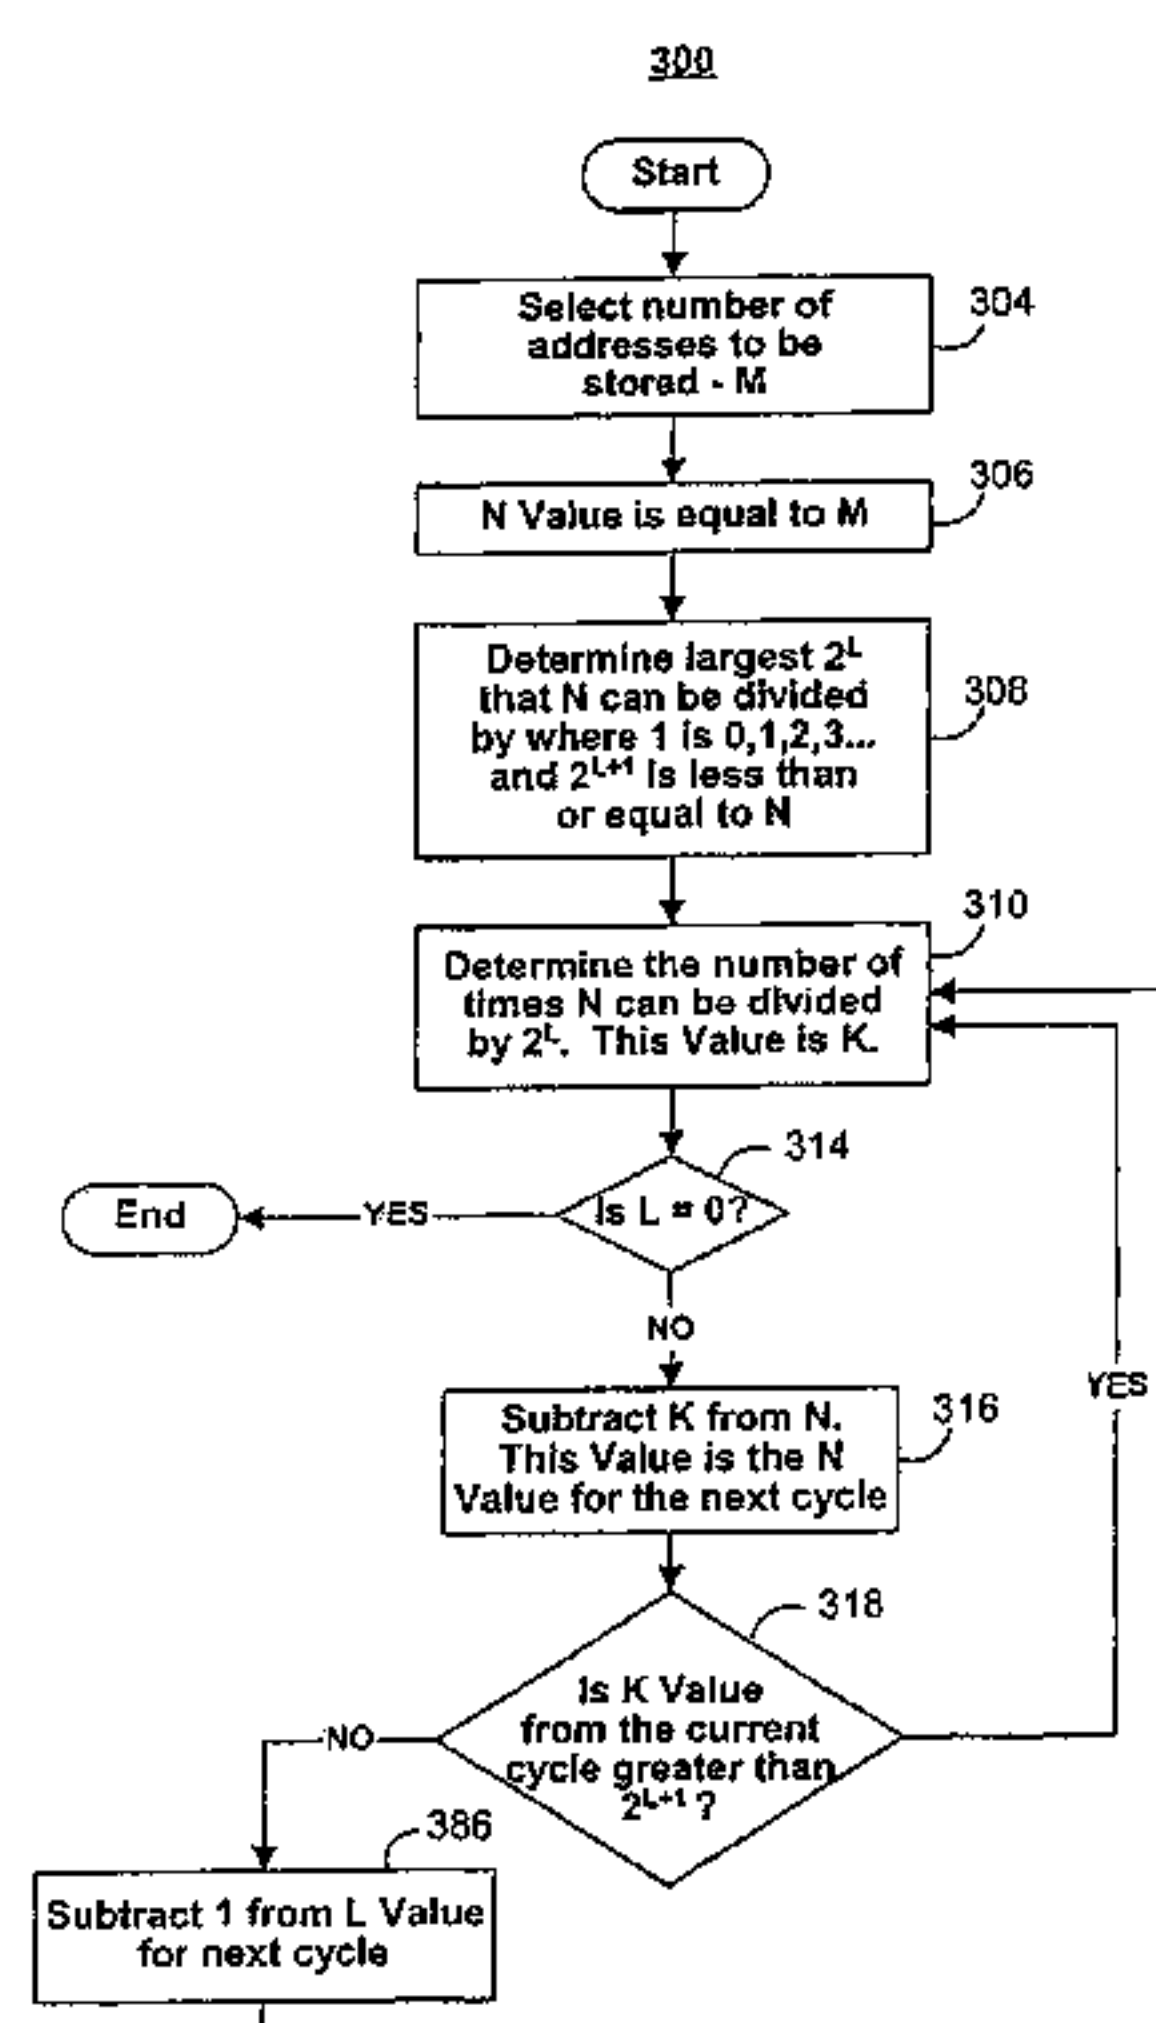 300
Start
Select number of
addresses to be
stored - M
304
N Value is equal to M
306
Determine largest 2^L
that N can be divided
by where 1 is 0,1,2,3...
and 2^L+1 is less than
or equal to N
308
Determine the number of
times N can be divided
by 2^L. This Value is K.
310
Is L = 0?
314
YES
End
NO
Subtract K from N.
This Value is the N
Value for the next cycle
316
YES
Is K Value
from the current
cycle greater than
2^L+1 ?
318
NO
Subtract 1 from L Value
for next cycle
386